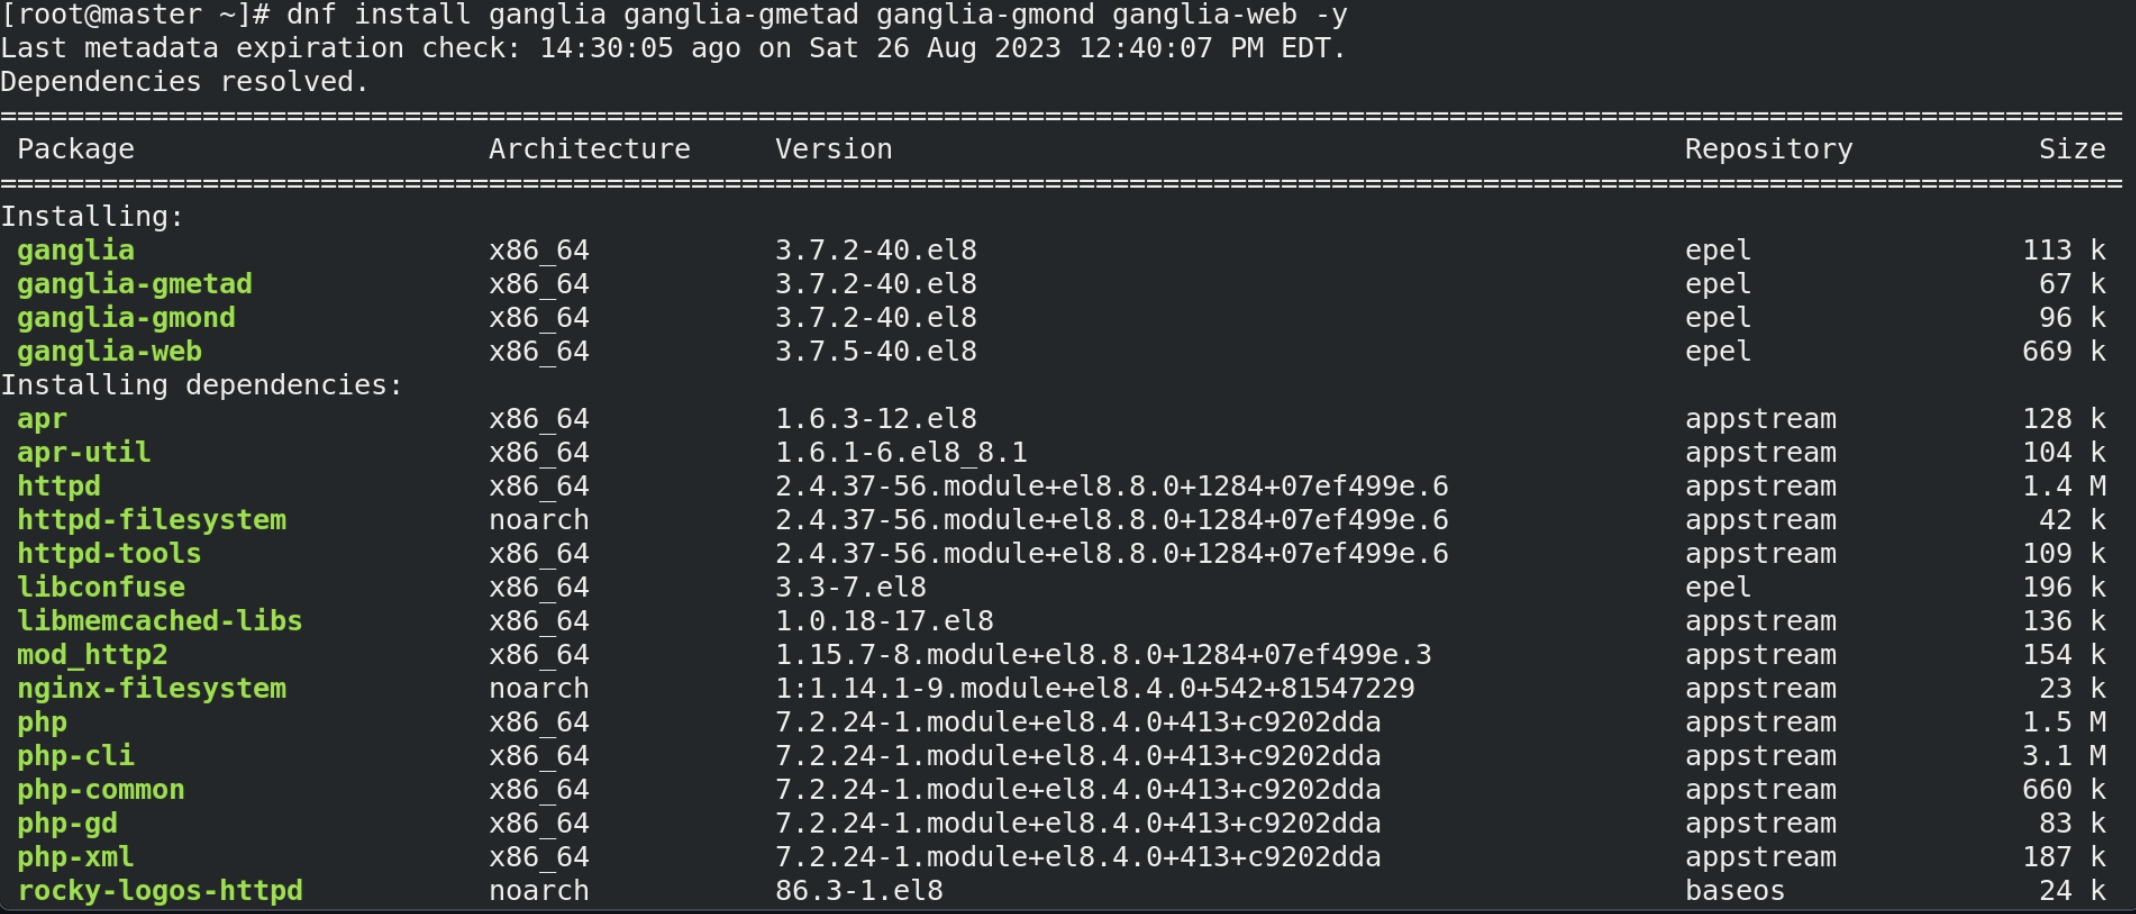 [root@master ~]# dnf install ganglia ganglia-gmetad ganglia-gmond ganglia-web -y
Last metadata expiration check: 14:30:05 ago on Sat 26 Aug 2023 12:40:07 PM EDT.
Dependencies resolved.
==============================================================================================================================
Package Architecture Version Repository Size
==============================================================================================================================
Installing:
ganglia x86_64 3.7.2-40.el8 epel 113 k
ganglia-gmetad x86_64 3.7.2-40.el8 epel 67 k
ganglia-gmond x86_64 3.7.2-40.el8 epel 96 k
ganglia-web x86_64 3.7.5-40.el8 epel 669 k
Installing dependencies:
apr x86_64 1.6.3-12.el8 appstream 128 k
apr-util x86_64 1.6.1-6.el8_8.1 appstream 104 k
httpd x86_64 2.4.37-56.module+el8.8.0+1284+07ef499e.6 appstream 1.4 M
httpd-filesystem noarch 2.4.37-56.module+el8.8.0+1284+07ef499e.6 appstream 42 k
httpd-tools x86_64 2.4.37-56.module+el8.8.0+1284+07ef499e.6 appstream 109 k
libconfuse x86_64 3.3-7.el8 epel 196 k
libmemcached-libs x86_64 1.0.18-17.el8 appstream 136 k
mod_http2 x86_64 1.15.7-8.module+el8.8.0+1284+07ef499e.3 appstream 154 k
nginx-filesystem noarch 1:1.14.1-9.module+el8.4.0+542+81547229 appstream 23 k
php x86_64 7.2.24-1.module+el8.4.0+413+c9202dda appstream 1.5 M
php-cli x86_64 7.2.24-1.module+el8.4.0+413+c9202dda appstream 3.1 M
php-common x86_64 7.2.24-1.module+el8.4.0+413+c9202dda appstream 660 k
php-gd x86_64 7.2.24-1.module+el8.4.0+413+c9202dda appstream 83 k
php-xml x86_64 7.2.24-1.module+el8.4.0+413+c9202dda appstream 187 k
rocky-logos-httpd noarch 86.3-1.el8 baseos 24 k